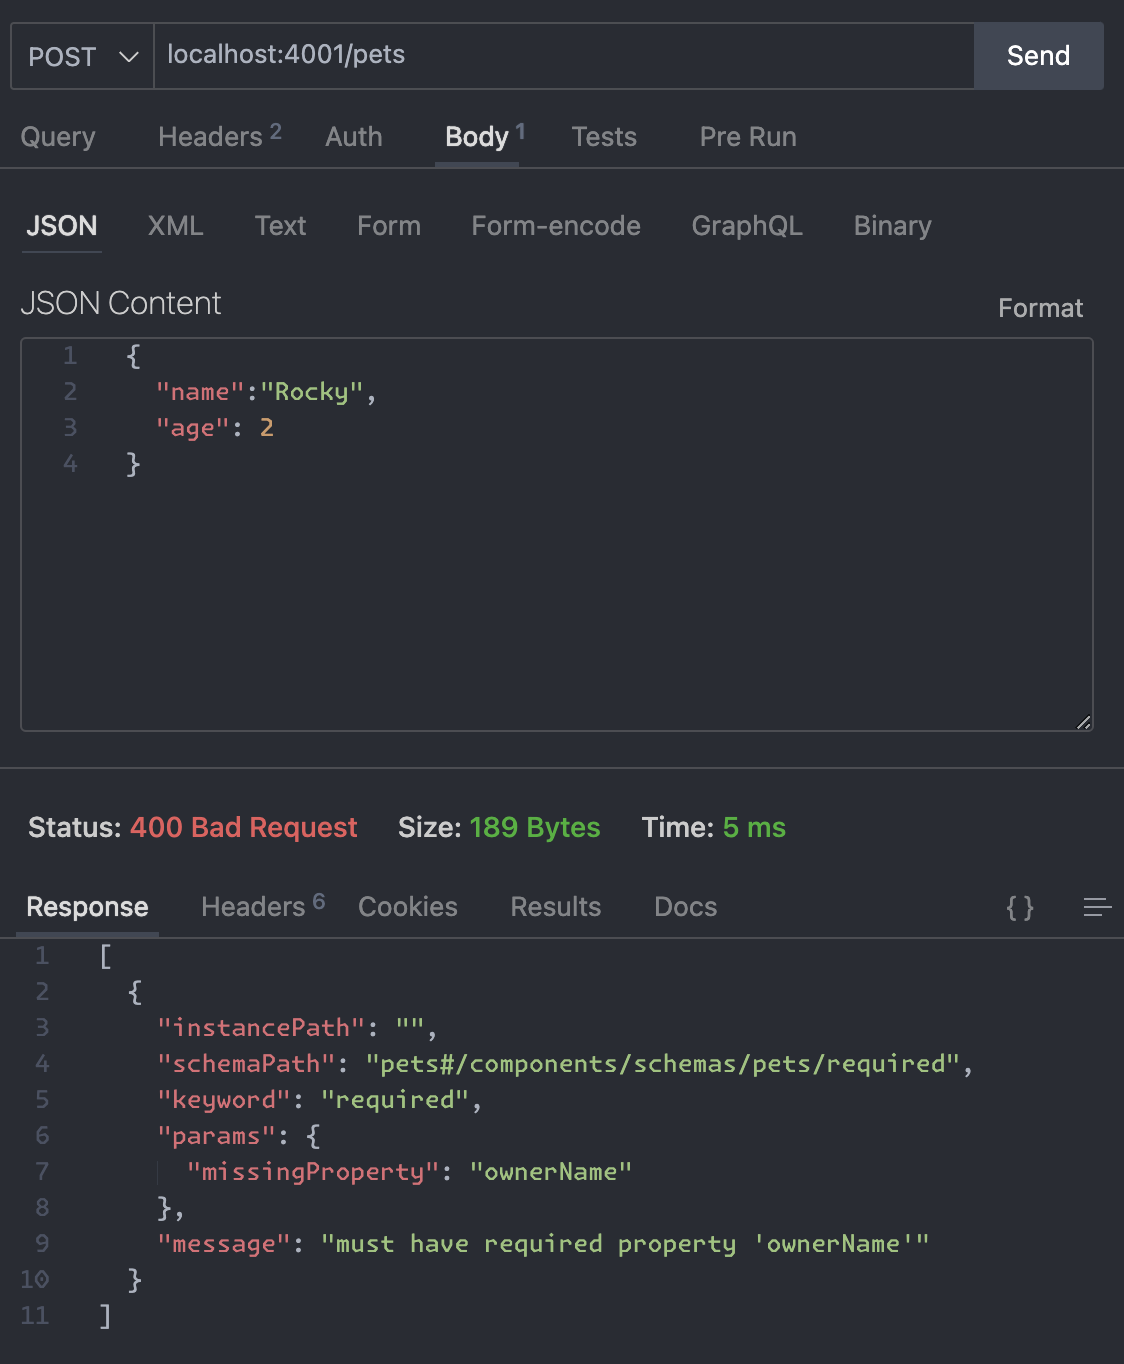 POST localhost:4001/pets Send
Query Headers 2 Auth Body 1 Tests Pre Run
JSON XML Text Form Form-encode GraphQL Binary
JSON Content Format
1 {
2 "name":"Rocky",
3 "age": 2
4 }
Status: 400 Bad Request Size: 189 Bytes Time: 5 ms
Response Headers 6 Cookies Results Docs { }
1 [
2 {
3 "instancePath": "",
4 "schemaPath": "pets#/components/schemas/pets/required",
5 "keyword": "required",
6 "params": {
7 "missingProperty": "ownerName"
8 },
9 "message": "must have required property 'ownerName'"
10 }
11 ]